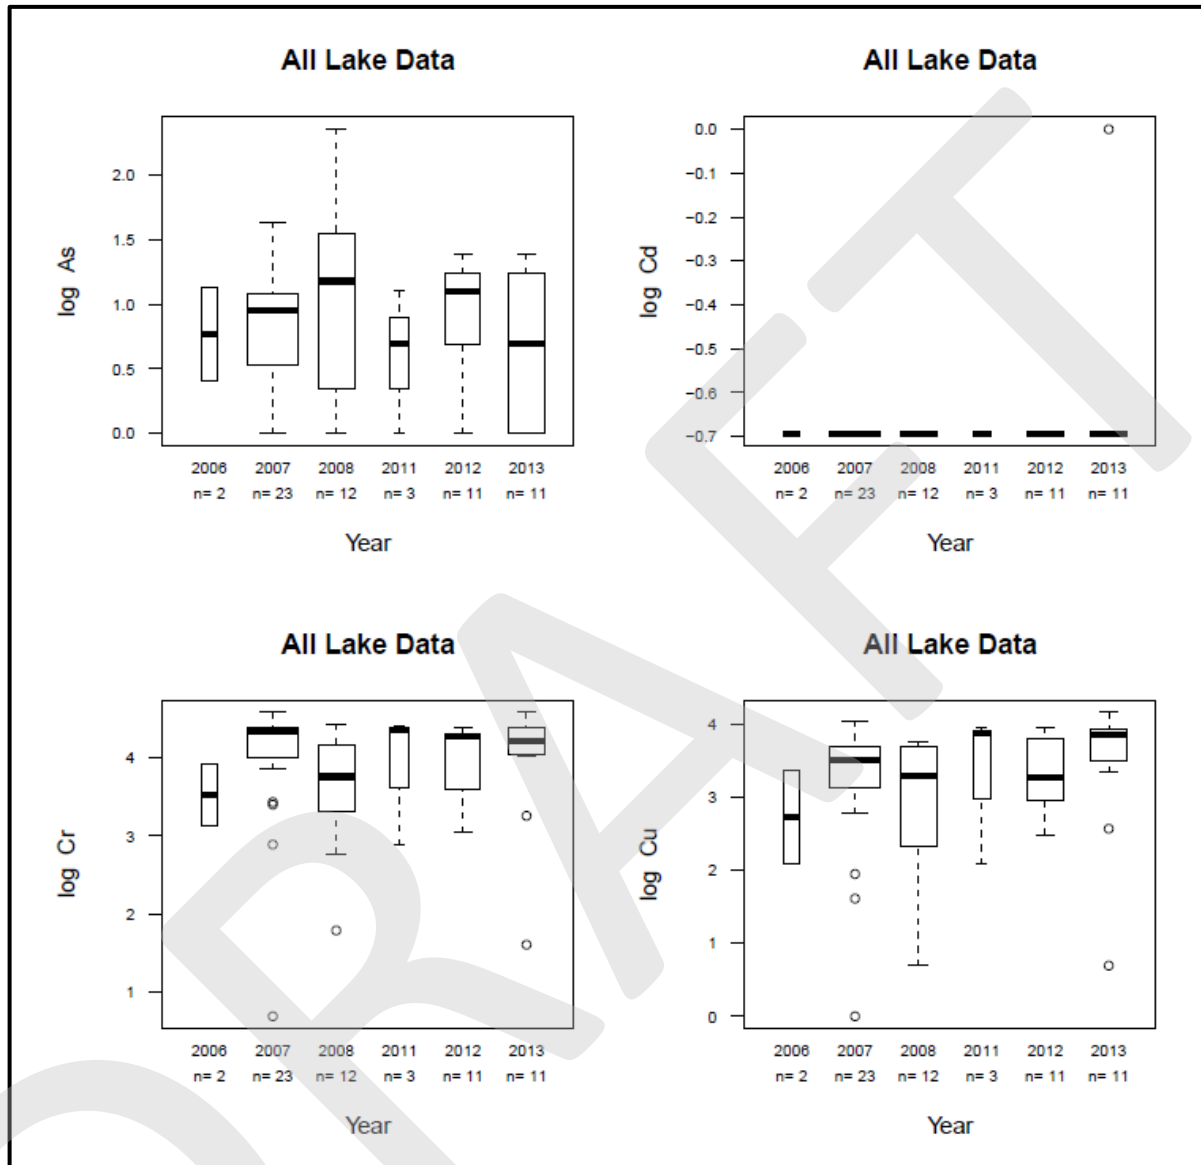 All Lake Data
log As
2.0
1.5
1.0
0.5
0.0
2006 2007 2008 2011 2012 2013
n= 2 n= 23 n= 12 n= 3 n= 11 n= 11
Year
All Lake Data
log Cd
0.0
−0.1
−0.2
−0.3
−0.4
−0.5
−0.6
−0.7
2006 2007 2008 2011 2012 2013
n= 2 n= 23 n= 12 n= 3 n= 11 n= 11
Year
All Lake Data
log Cr
4
3
2
1
2006 2007 2008 2011 2012 2013
n= 2 n= 23 n= 12 n= 3 n= 11 n= 11
Year
All Lake Data
log Cu
4
3
2
1
0
2006 2007 2008 2011 2012 2013
n= 2 n= 23 n= 12 n= 3 n= 11 n= 11
Year
DRAFT